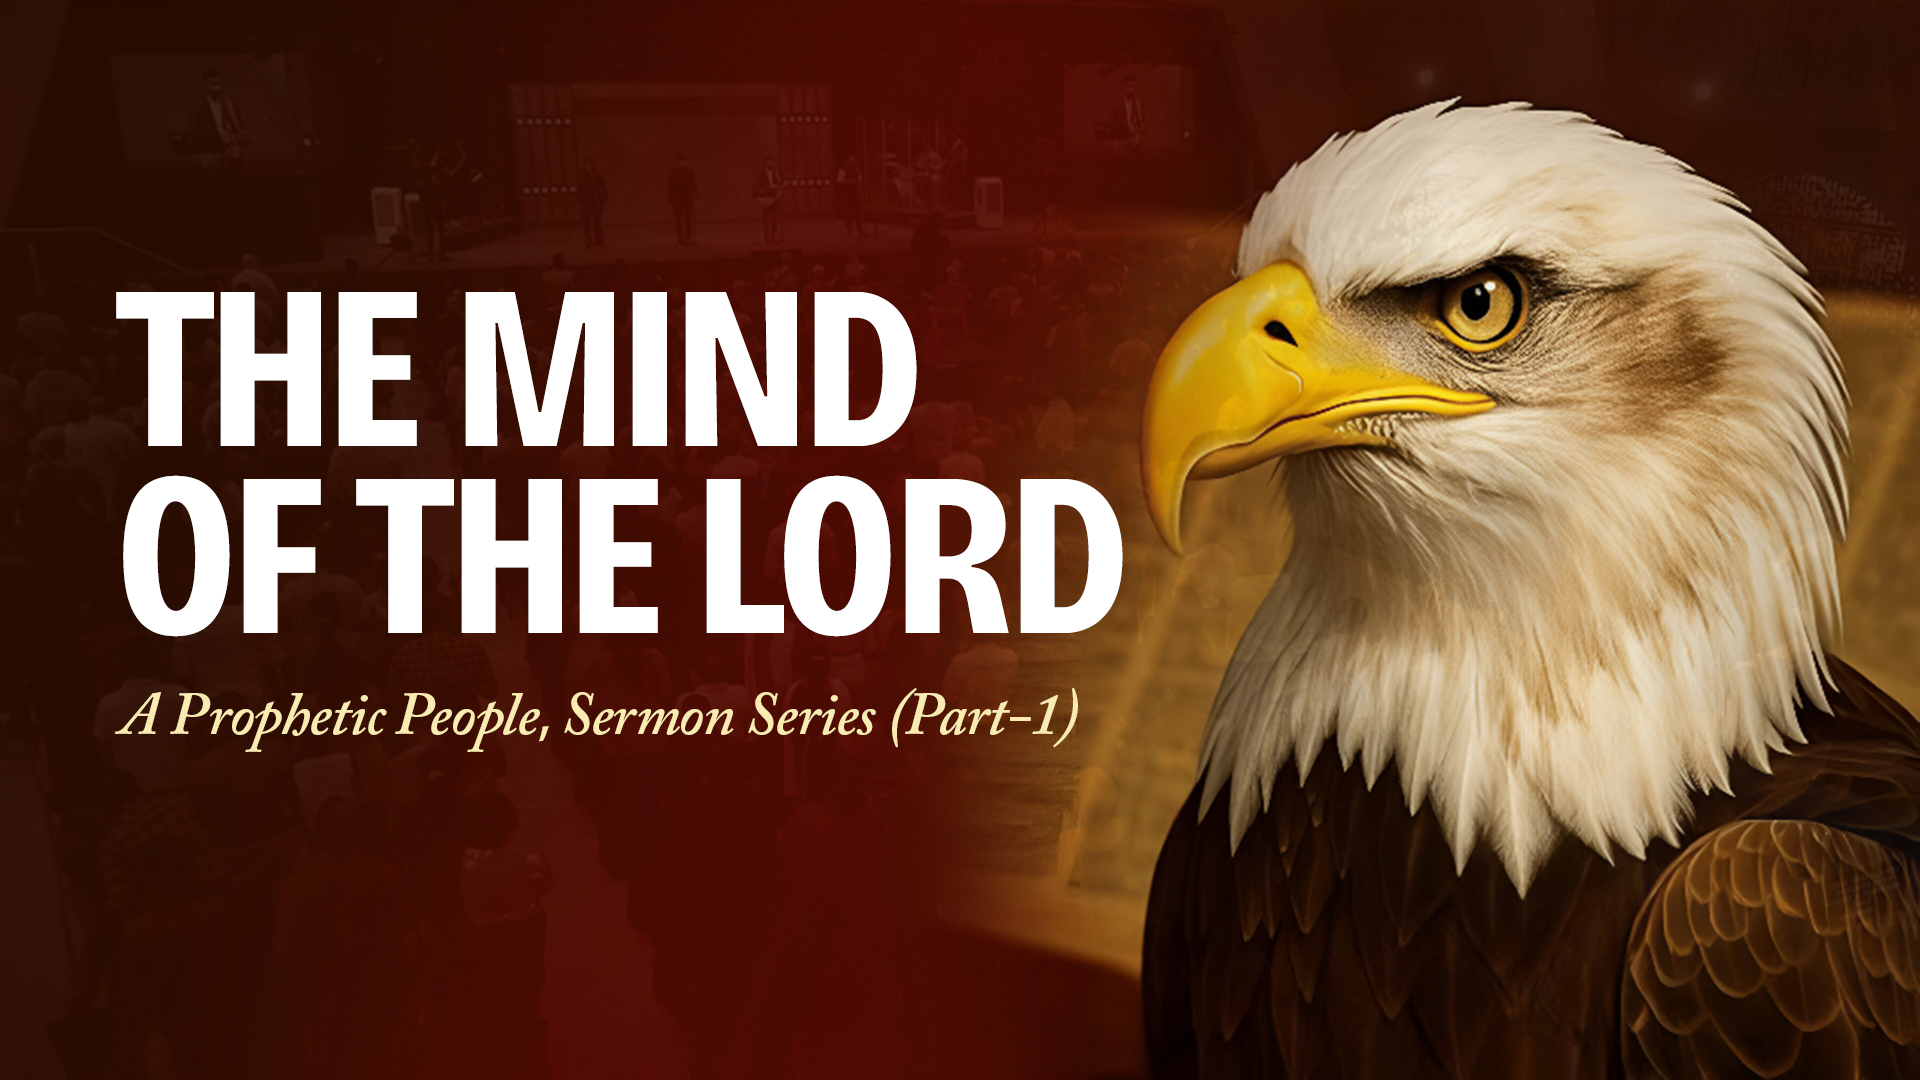 THE MIND
OF THE LORD
A Prophetic People, Sermon Series (Part-1)